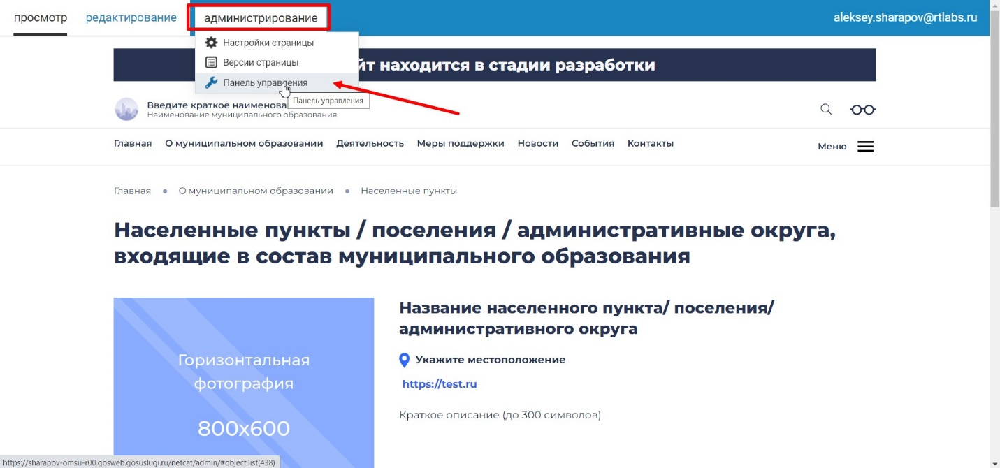 просмотр редактирование администрирование aleksey.sharapov@rtlabs.ru
Настройки страницы
Версии страницы
йт находится в стадии разработки
Панель управления
Панель управления
Введите краткое наименова
Наименование муниципального образования
Главная О муниципальном образовании Деятельность Меры поддержки Новости События Контакты Меню
Главная • О муниципальном образовании • Населенные пункты
Населенные пункты / поселения / административные округа,
входящие в состав муниципального образования
Горизонтальная
фотография
800x600
Название населенного пункта/ поселения/
административного округа
Укажите местоположение
https://test.ru
Краткое описание (до 300 символов)
https://sharapov-omsu-r00.gosweb.gosuslugi.ru/netcat/admin/#object.list(438)